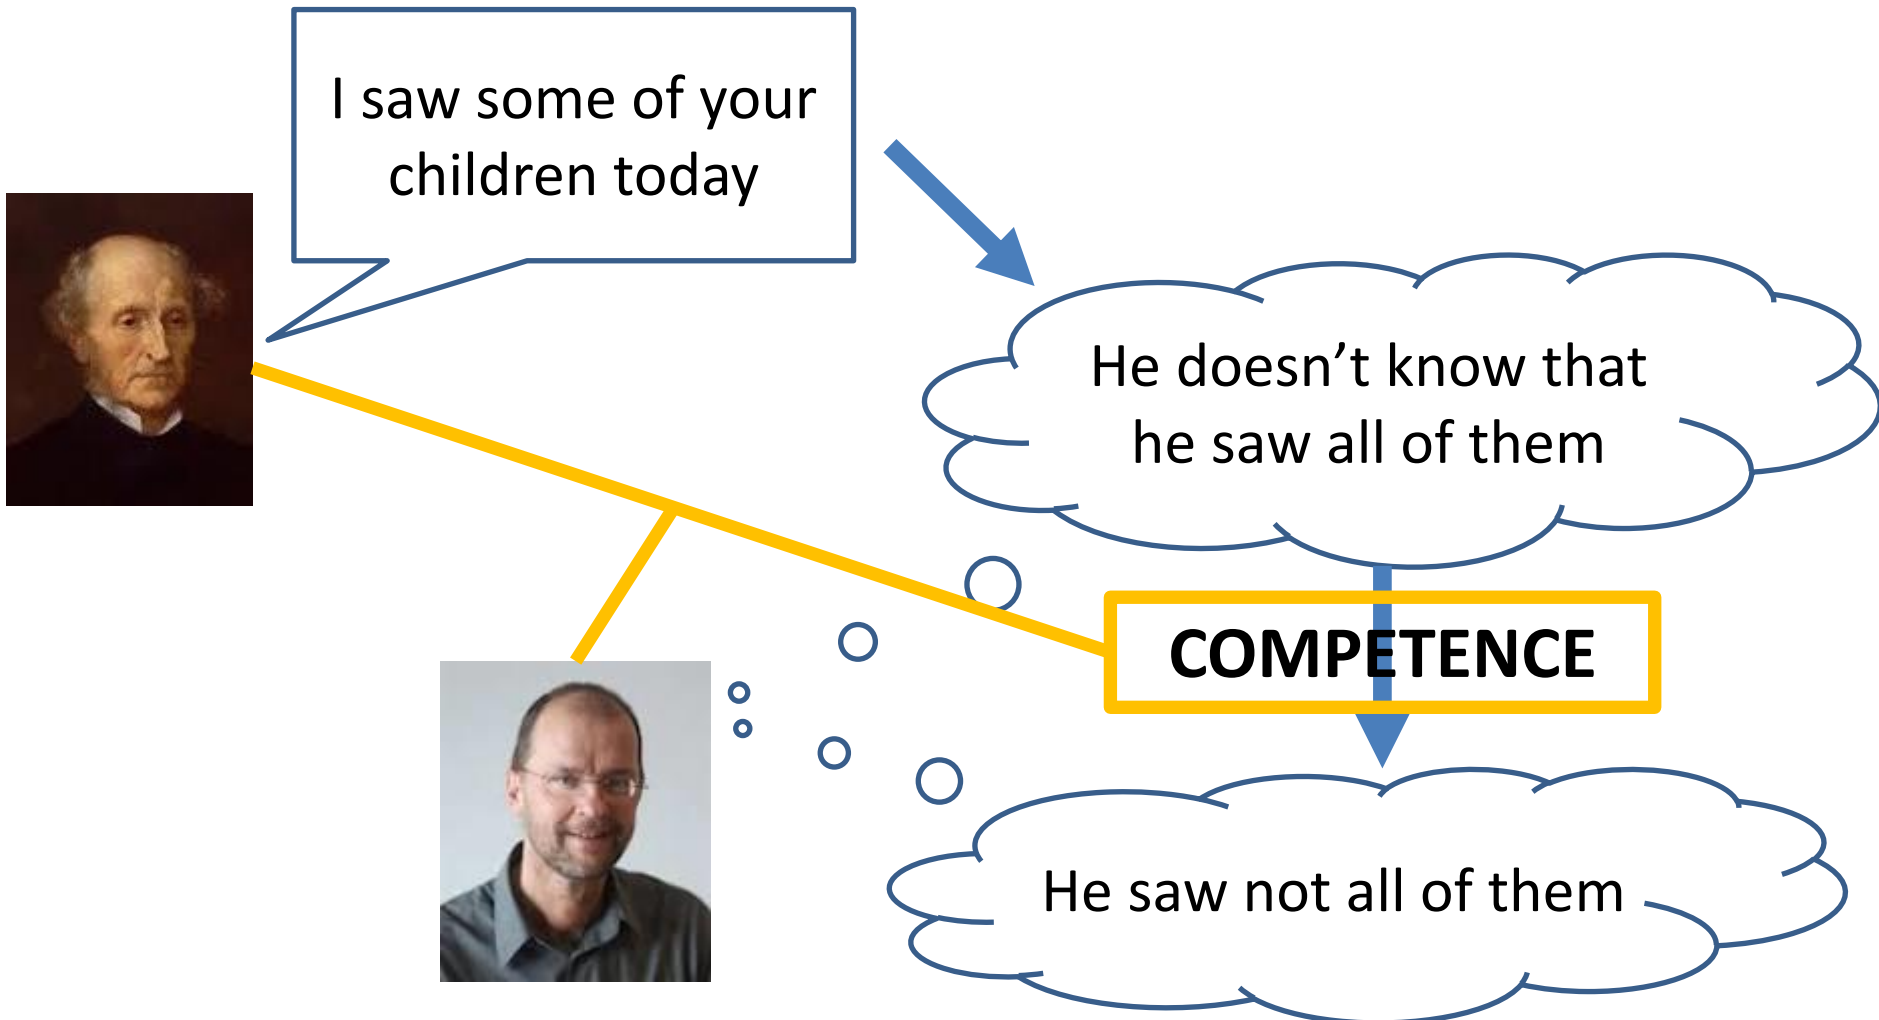 I saw some of your
children today
He doesn’t know that
he saw all of them
COMPETENCE
He saw not all of them